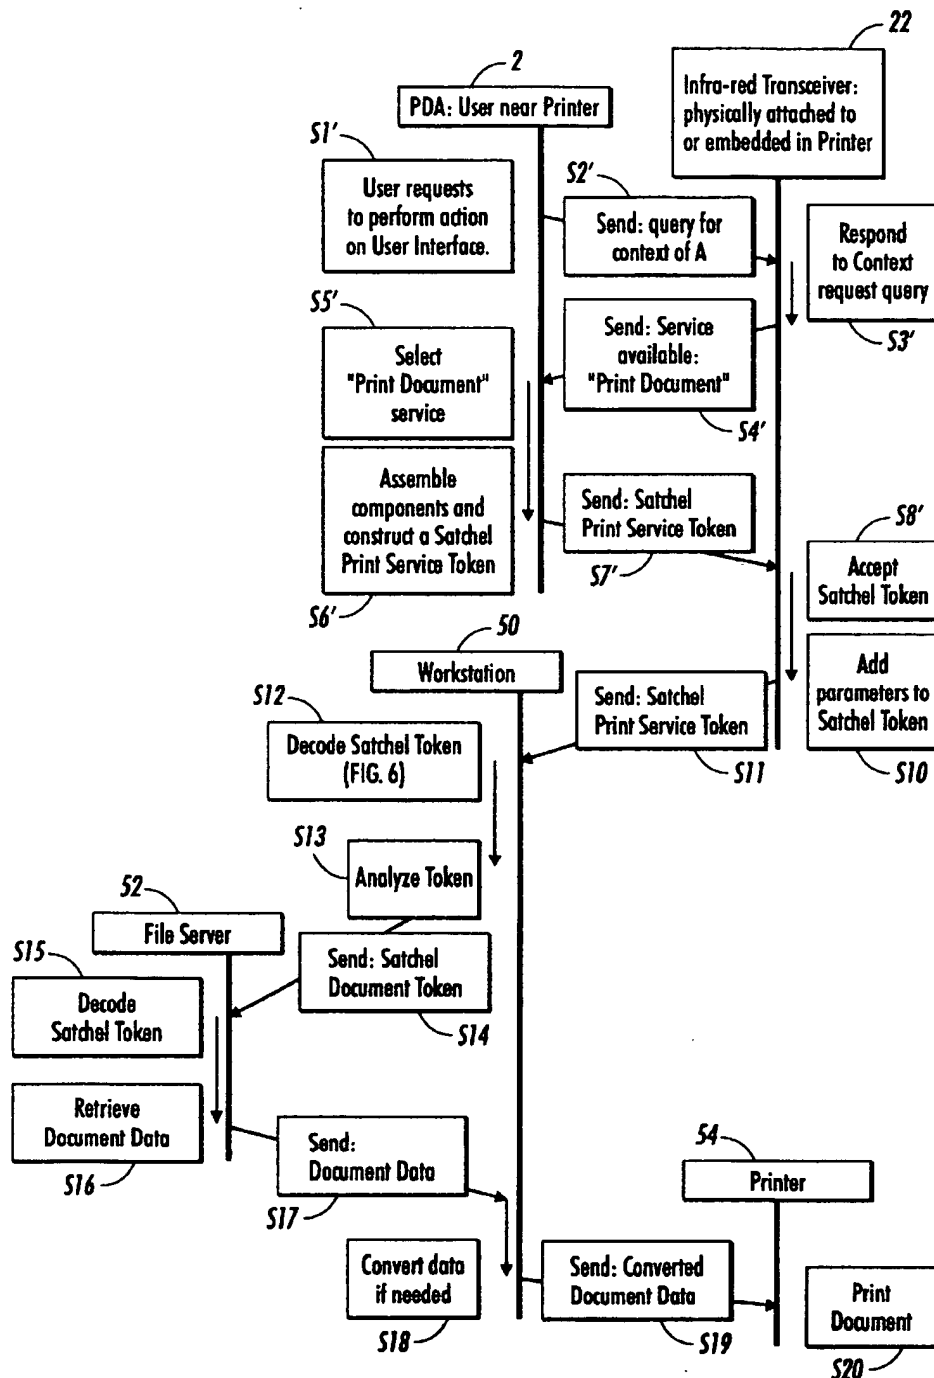 22
2
PDA: User near Printer
Infra-red Transceiver:
physically attached to
or embedded in Printer
S1'
User requests
to perform action
on User Interface.
S2'
Send: query for
context of A
Respond
to Context
request query
S3'
S5'
Select
"Print Document"
service
Send: Service
available:
"Print Document"
S4'
Assemble
components and
construct a Satchel
Print Service Token
S6'
Send: Satchel
Print Service Token
S7'
S8'
Accept
Satchel Token
50
Workstation
Add
parameters to
Satchel Token
S10
Send: Satchel
Print Service Token
S11
S12
Decode Satchel Token
(FIG. 6)
S13
Analyze Token
52
File Server
S15
Decode
Satchel Token
Send: Satchel
Document Token
S14
Retrieve
Document Data
S16
Send:
Document Data
S17
54
Printer
Convert data
if needed
S18
Send: Converted
Document Data
S19
Print
Document
S20